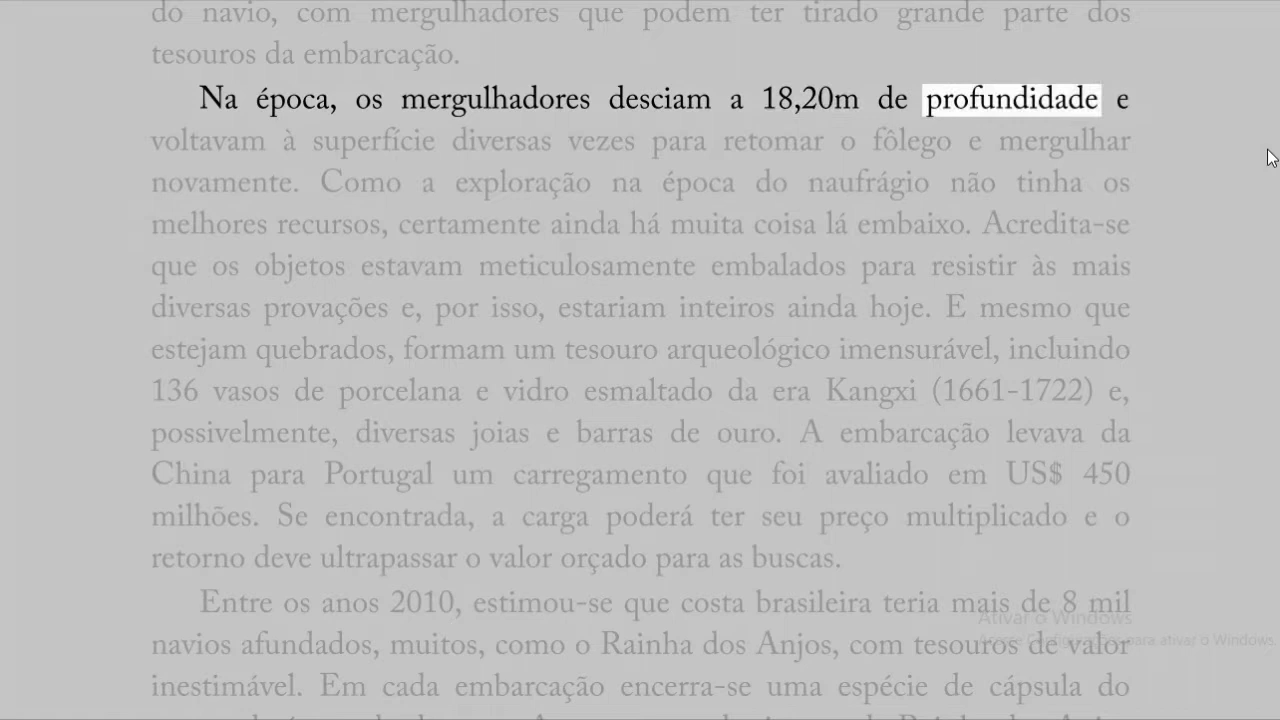 do navio, com mergulhadores que podem ter tirado grande parte dos
tesouros da embarcação.
Na época, os mergulhadores desciam a 18,20m de profundidade e
voltavam à superfície diversas vezes para retomar o fôlego e mergulhar
novamente. Como a exploração na época do naufrágio não tinha os
melhores recursos, certamente ainda há muita coisa lá embaixo. Acredita-se
que os objetos estavam meticulosamente embalados para resistir às mais
diversas provações e, por isso, estariam inteiros ainda hoje. E mesmo que
estejam quebrados, formam um tesouro arqueológico imensurável, incluindo
136 vasos de porcelana e vidro esmaltado da era Kangxi (1661-1722) e,
possivelmente, diversas joias e barras de ouro. A embarcação levava da
China para Portugal um carregamento que foi avaliado em US$ 450
milhões. Se encontrada, a carga poderá ter seu preço multiplicado e o
retorno deve ultrapassar o valor orçado para as buscas.
Entre os anos 2010, estimou-se que costa brasileira teria mais de 8 mil
Ativar o Windows
navios afundados, muitos, como o Rainha dos Anjos, com tesouros de valor
Acesse Configurações para ativar o Windows.
inestimável. Em cada embarcação encerra-se uma espécie de cápsula do